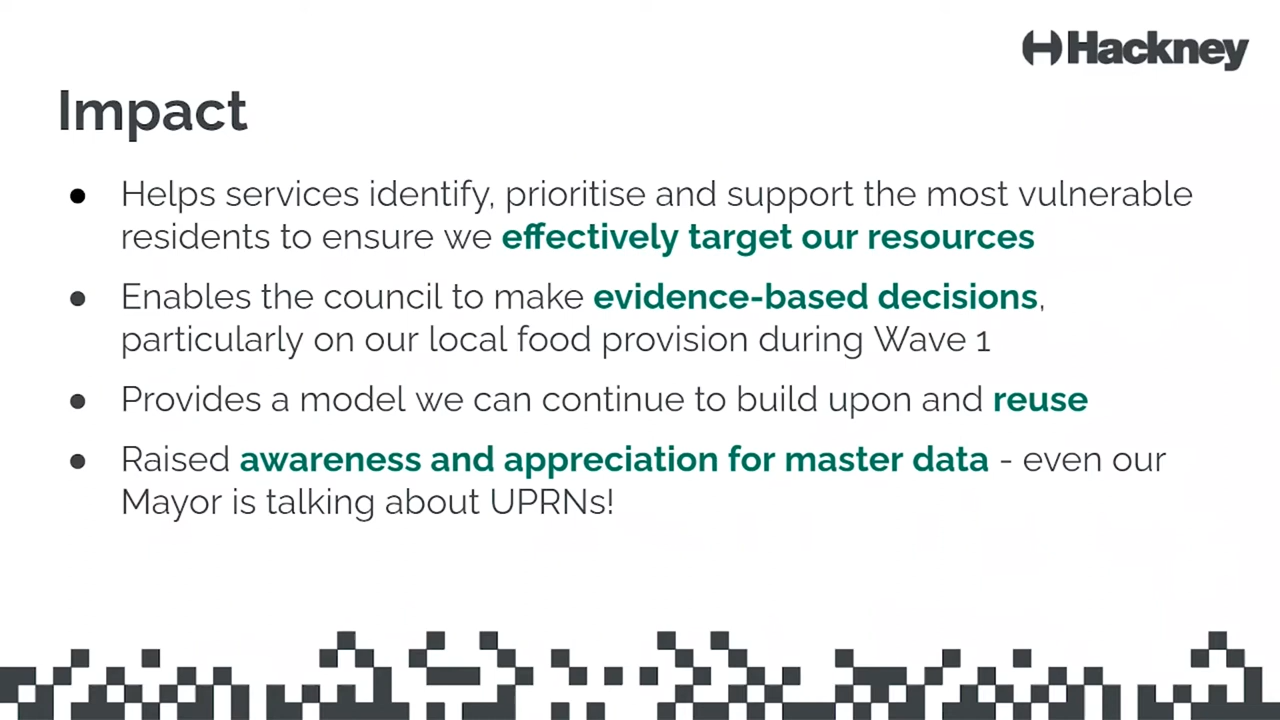 Hackney
Impact
● Helps services identify, prioritise and support the most vulnerable
residents to ensure we effectively target our resources
● Enables the council to make evidence-based decisions,
particularly on our local food provision during Wave 1
● Provides a model we can continue to build upon and reuse
● Raised awareness and appreciation for master data - even our
Mayor is talking about UPRNs!